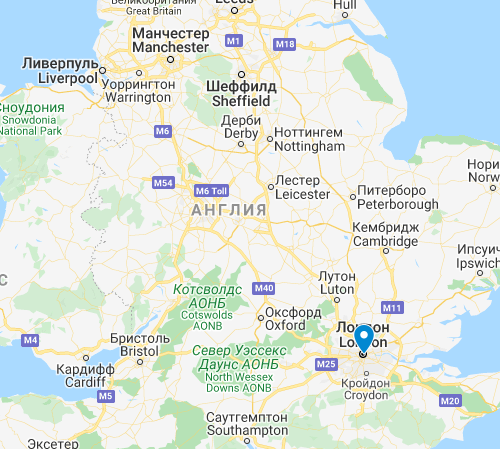 Великобритания
Great Britain
Leeds
Hull
Манчестер
Manchester
M1
M18
Ливерпуль
Liverpool
Уоррингтон
Warrington
Шеффилд
Sheffield
Сноудония
Snowdonia
National Park
Дерби
Derby
Ноттингем
Nottingham
M6
M54
M6 Toll
Лестер
Leicester
Питерборо
Peterborough
АНГЛИЯ
Кембридж
Cambridge
Котсволдс
АОНБ
Cotswolds
AONB
M40
Лутон
Luton
M11
Ipswich
Оксфорд
Oxford
M4
Бристоль
Bristol
Кардифф
Cardiff
M5
Север Уэссекс
Даунс АОНБ
North Wessex
Downs AONB
M25
Кройдон
Croydon
M20
Саутгемптон
Southampton
Эксетер